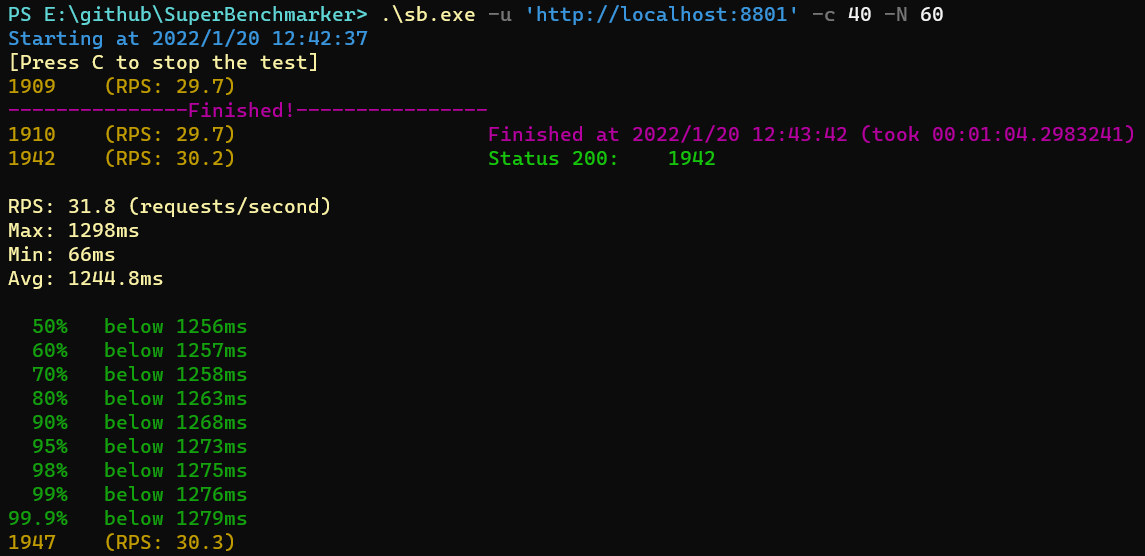 PS E:\github\SuperBenchmarker> .\sb.exe -u 'http://localhost:8801' -c 40 -N 60
Starting at 2022/1/20 12:42:37
[Press C to stop the test]
1909    (RPS: 29.7)
---------------Finished!----------------
1910    (RPS: 29.7)                     Finished at 2022/1/20 12:43:42 (took 00:01:04.2983241)
1942    (RPS: 30.2)                     Status 200:    1942
RPS: 31.8 (requests/second)
Max: 1298ms
Min: 66ms
Avg: 1244.8ms
50%   below 1256ms
60%   below 1257ms
70%   below 1258ms
80%   below 1263ms
90%   below 1268ms
95%   below 1273ms
98%   below 1275ms
99%   below 1276ms
99.9%   below 1279ms
1947    (RPS: 30.3)